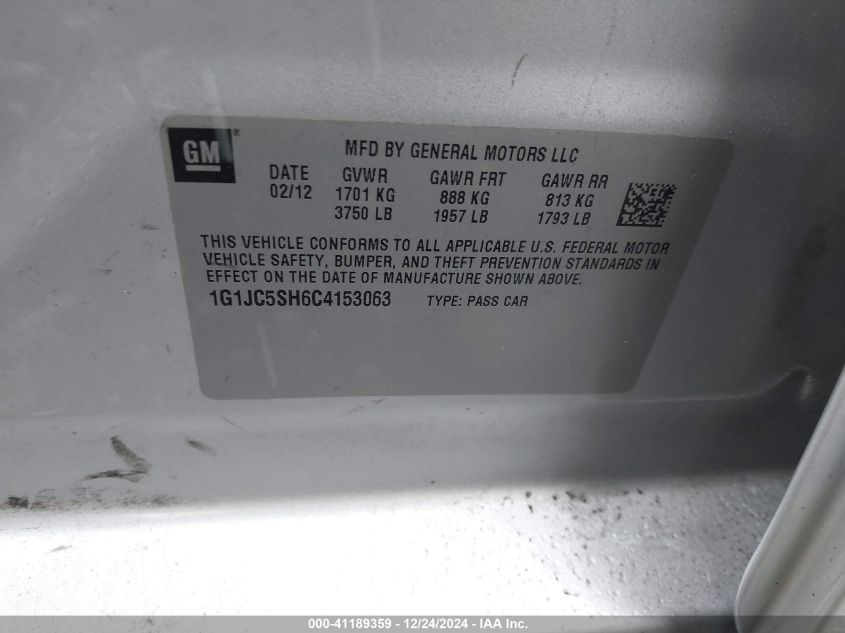 GM
MFD BY GENERAL MOTORS LLC
DATE GVWR GAWR FRT GAWR RR
02/12 1701 KG 888 KG 813 KG
3750 LB 1957 LB 1793 LB
THIS VEHICLE CONFORMS TO ALL APPLICABLE U.S. FEDERAL MOTOR
VEHICLE SAFETY, BUMPER, AND THEFT PREVENTION STANDARDS IN
EFFECT ON THE DATE OF MANUFACTURE SHOWN ABOVE.
1G1JC5SH6C4153063 TYPE: PASS CAR
000-41189359 - 12/24/2024 - IAA Inc.